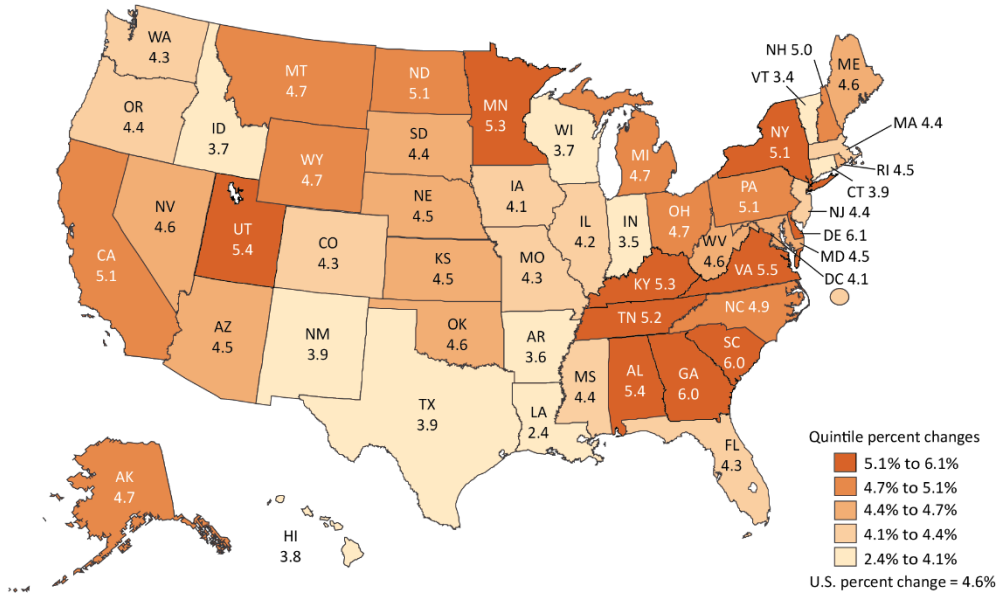 WA
4.3
OR
4.4
ID
3.7
MT
4.7
ND
5.1
MN
5.3
WI
3.7
MI
4.7
NH 5.0
VT 3.4
ME
4.6
NY
5.1
MA 4.4
RI 4.5
CT 3.9
NJ 4.4
DE 6.1
MD 4.5
DC 4.1
SD
4.4
WY
4.7
NE
4.5
IA
4.1
IL
4.2
IN
3.5
OH
4.7
PA
5.1
WV
4.6
VA 5.5
CA
5.1
NV
4.6
UT
5.4
CO
4.3
KS
4.5
MO
4.3
KY 5.3
TN 5.2
NC 4.9
SC
6.0
AZ
4.5
NM
3.9
OK
4.6
AR
3.6
MS
4.4
AL
5.4
GA
6.0
TX
3.9
LA
2.4
FL
4.3
AK
4.7
HI
3.8
Quintile percent changes
5.1% to 6.1%
4.7% to 5.1%
4.4% to 4.7%
4.1% to 4.4%
2.4% to 4.1%
U.S. percent change = 4.6%